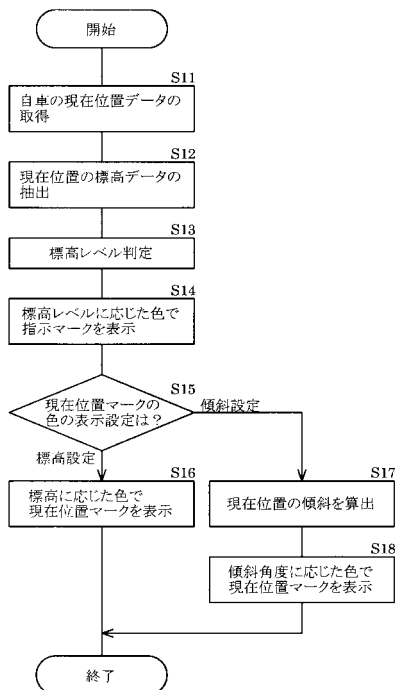 開始
S11
自車の現在位置データの
取得
S12
現在位置の標高データの
抽出
S13
標高レベル判定
S14
標高レベルに応じた色で
指示マークを表示
S15
現在位置マークの
色の表示設定は？
傾斜設定
標高設定
S16
標高に応じた色で
現在位置マークを表示
S17
現在位置の傾斜を算出
S18
傾斜角度に応じた色で
現在位置マークを表示
終了